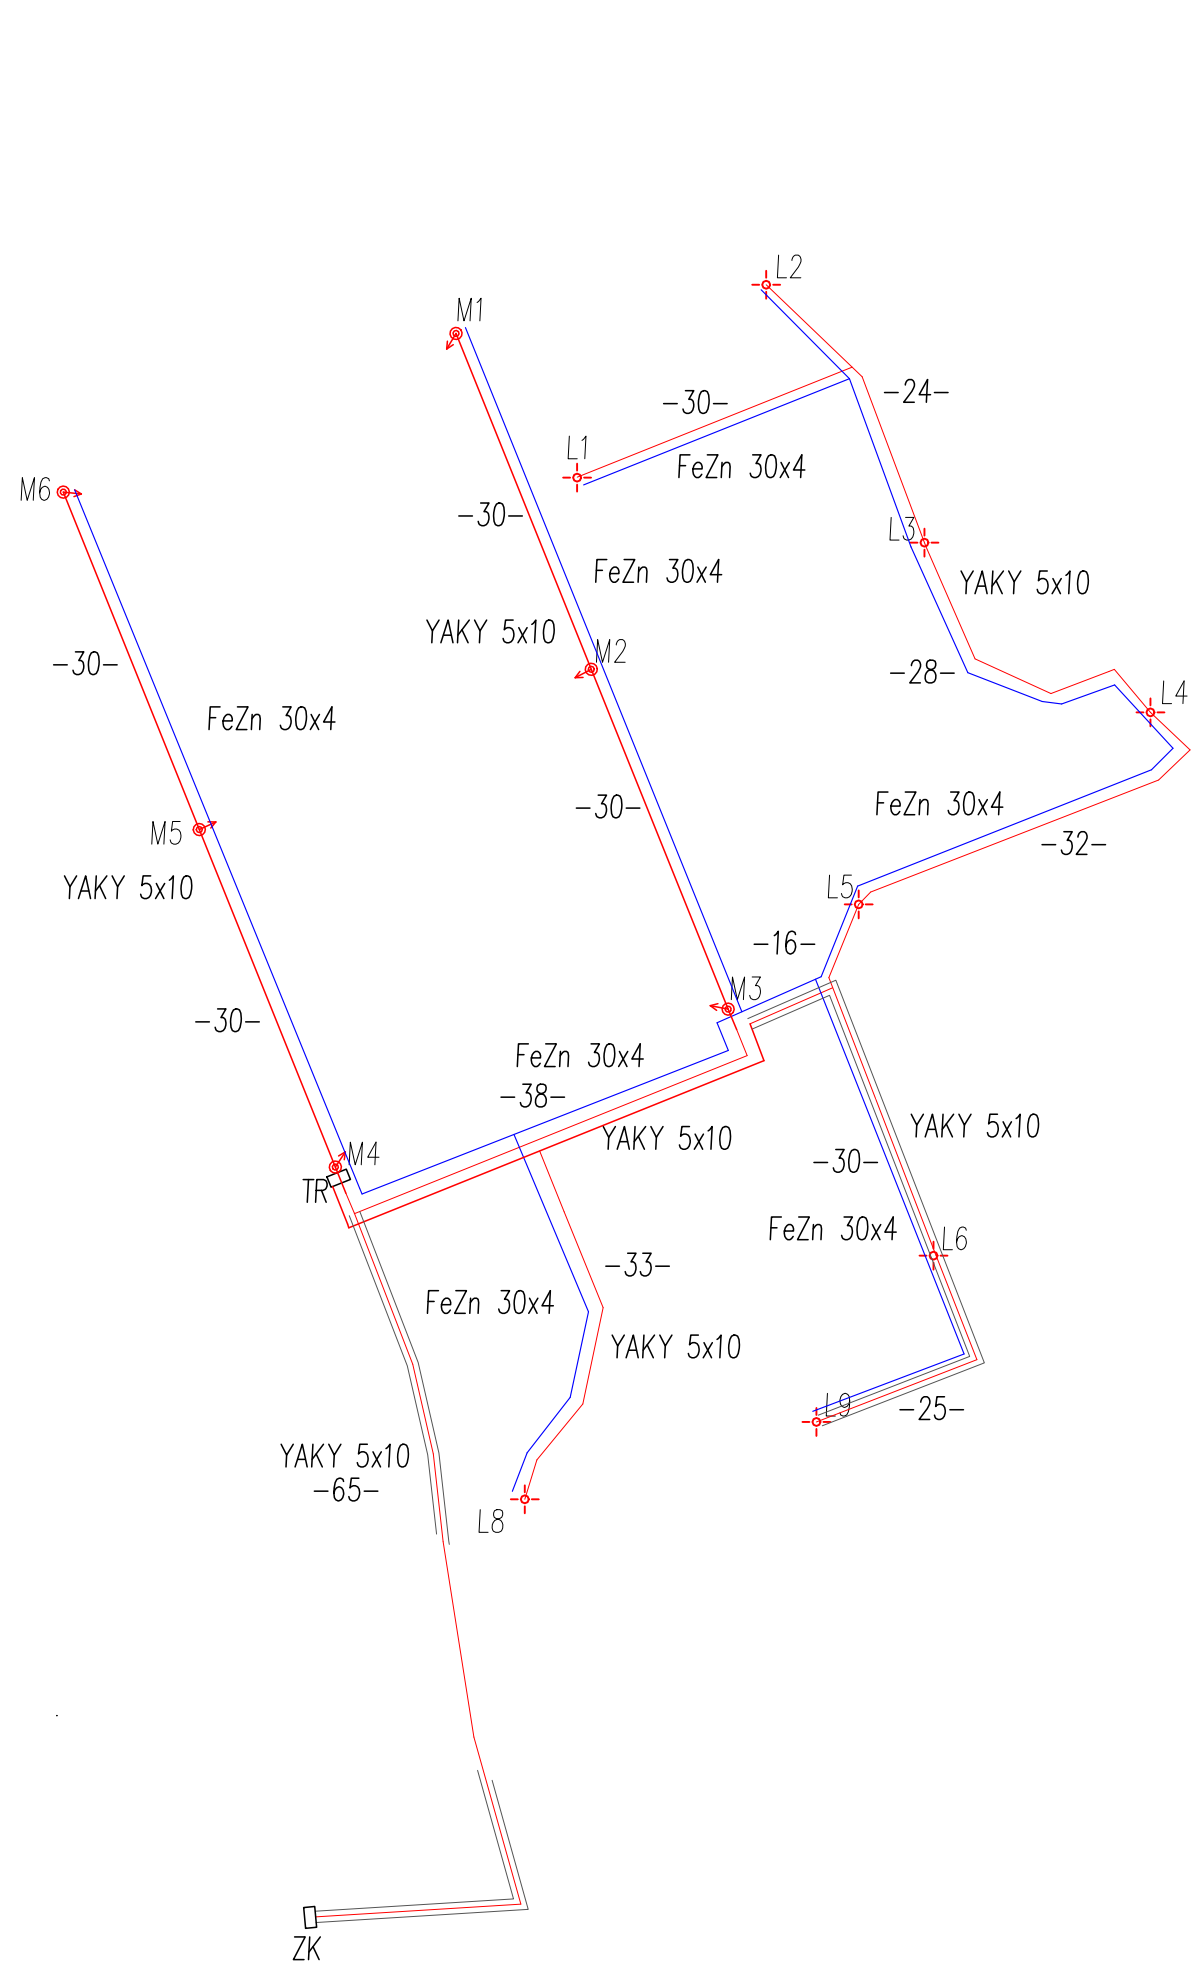 L2
M1
-30-
-24-
L1
FeZn 30x4
M6
-30-
L3
FeZn 30x4
YAKY 5x10
YAKY 5x10
M2
-30-
-28-
L4
FeZn 30x4
FeZn 30x4
-30-
M5
-32-
YAKY 5x10
L5
-16-
M3
-30-
FeZn 30x4
-38-
YAKY 5x10
YAKY 5x10
M4
-30-
TR
FeZn 30x4
L6
-33-
FeZn 30x4
YAKY 5x10
L9
-25-
YAKY 5x10
-65-
L8
ZK